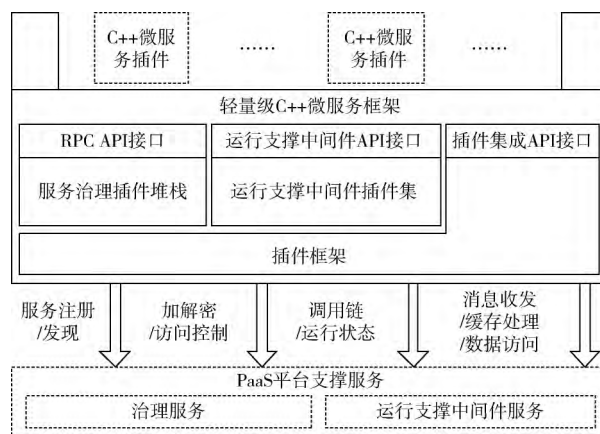 C++微服
务插件
……
C++微服
务插件
……
轻量级C++微服务框架
RPC API接口
运行支撑中间件API接口
插件集成API接口
服务治理插件堆栈
运行支撑中间件插件集
插件框架
服务注册
/发现
加解密
/访问控制
调用链
/运行状态
消息收发
/缓存处理
/数据访问
PaaS平台支撑服务
治理服务
运行支撑中间件服务